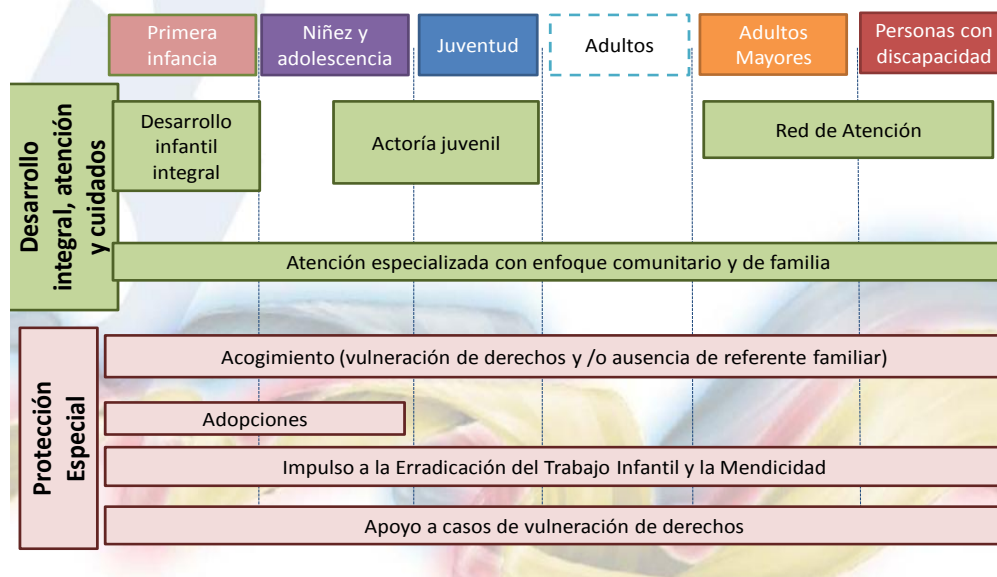 Primera
infancia
Niñez y
adolescencia
Juventud
Adultos
Adultos
Mayores
Personas con
discapacidad
Desarrollo
integral, atención
y cuidados
Desarrollo
infantil
integral
Actoría juvenil
Red de Atención
Atención especializada con enfoque comunitario y de familia
Protección
Especial
Acogimiento (vulneración de derechos y /o ausencia de referente familiar)
Adopciones
Impulso a la Erradicación del Trabajo Infantil y la Mendicidad
Apoyo a casos de vulneración de derechos